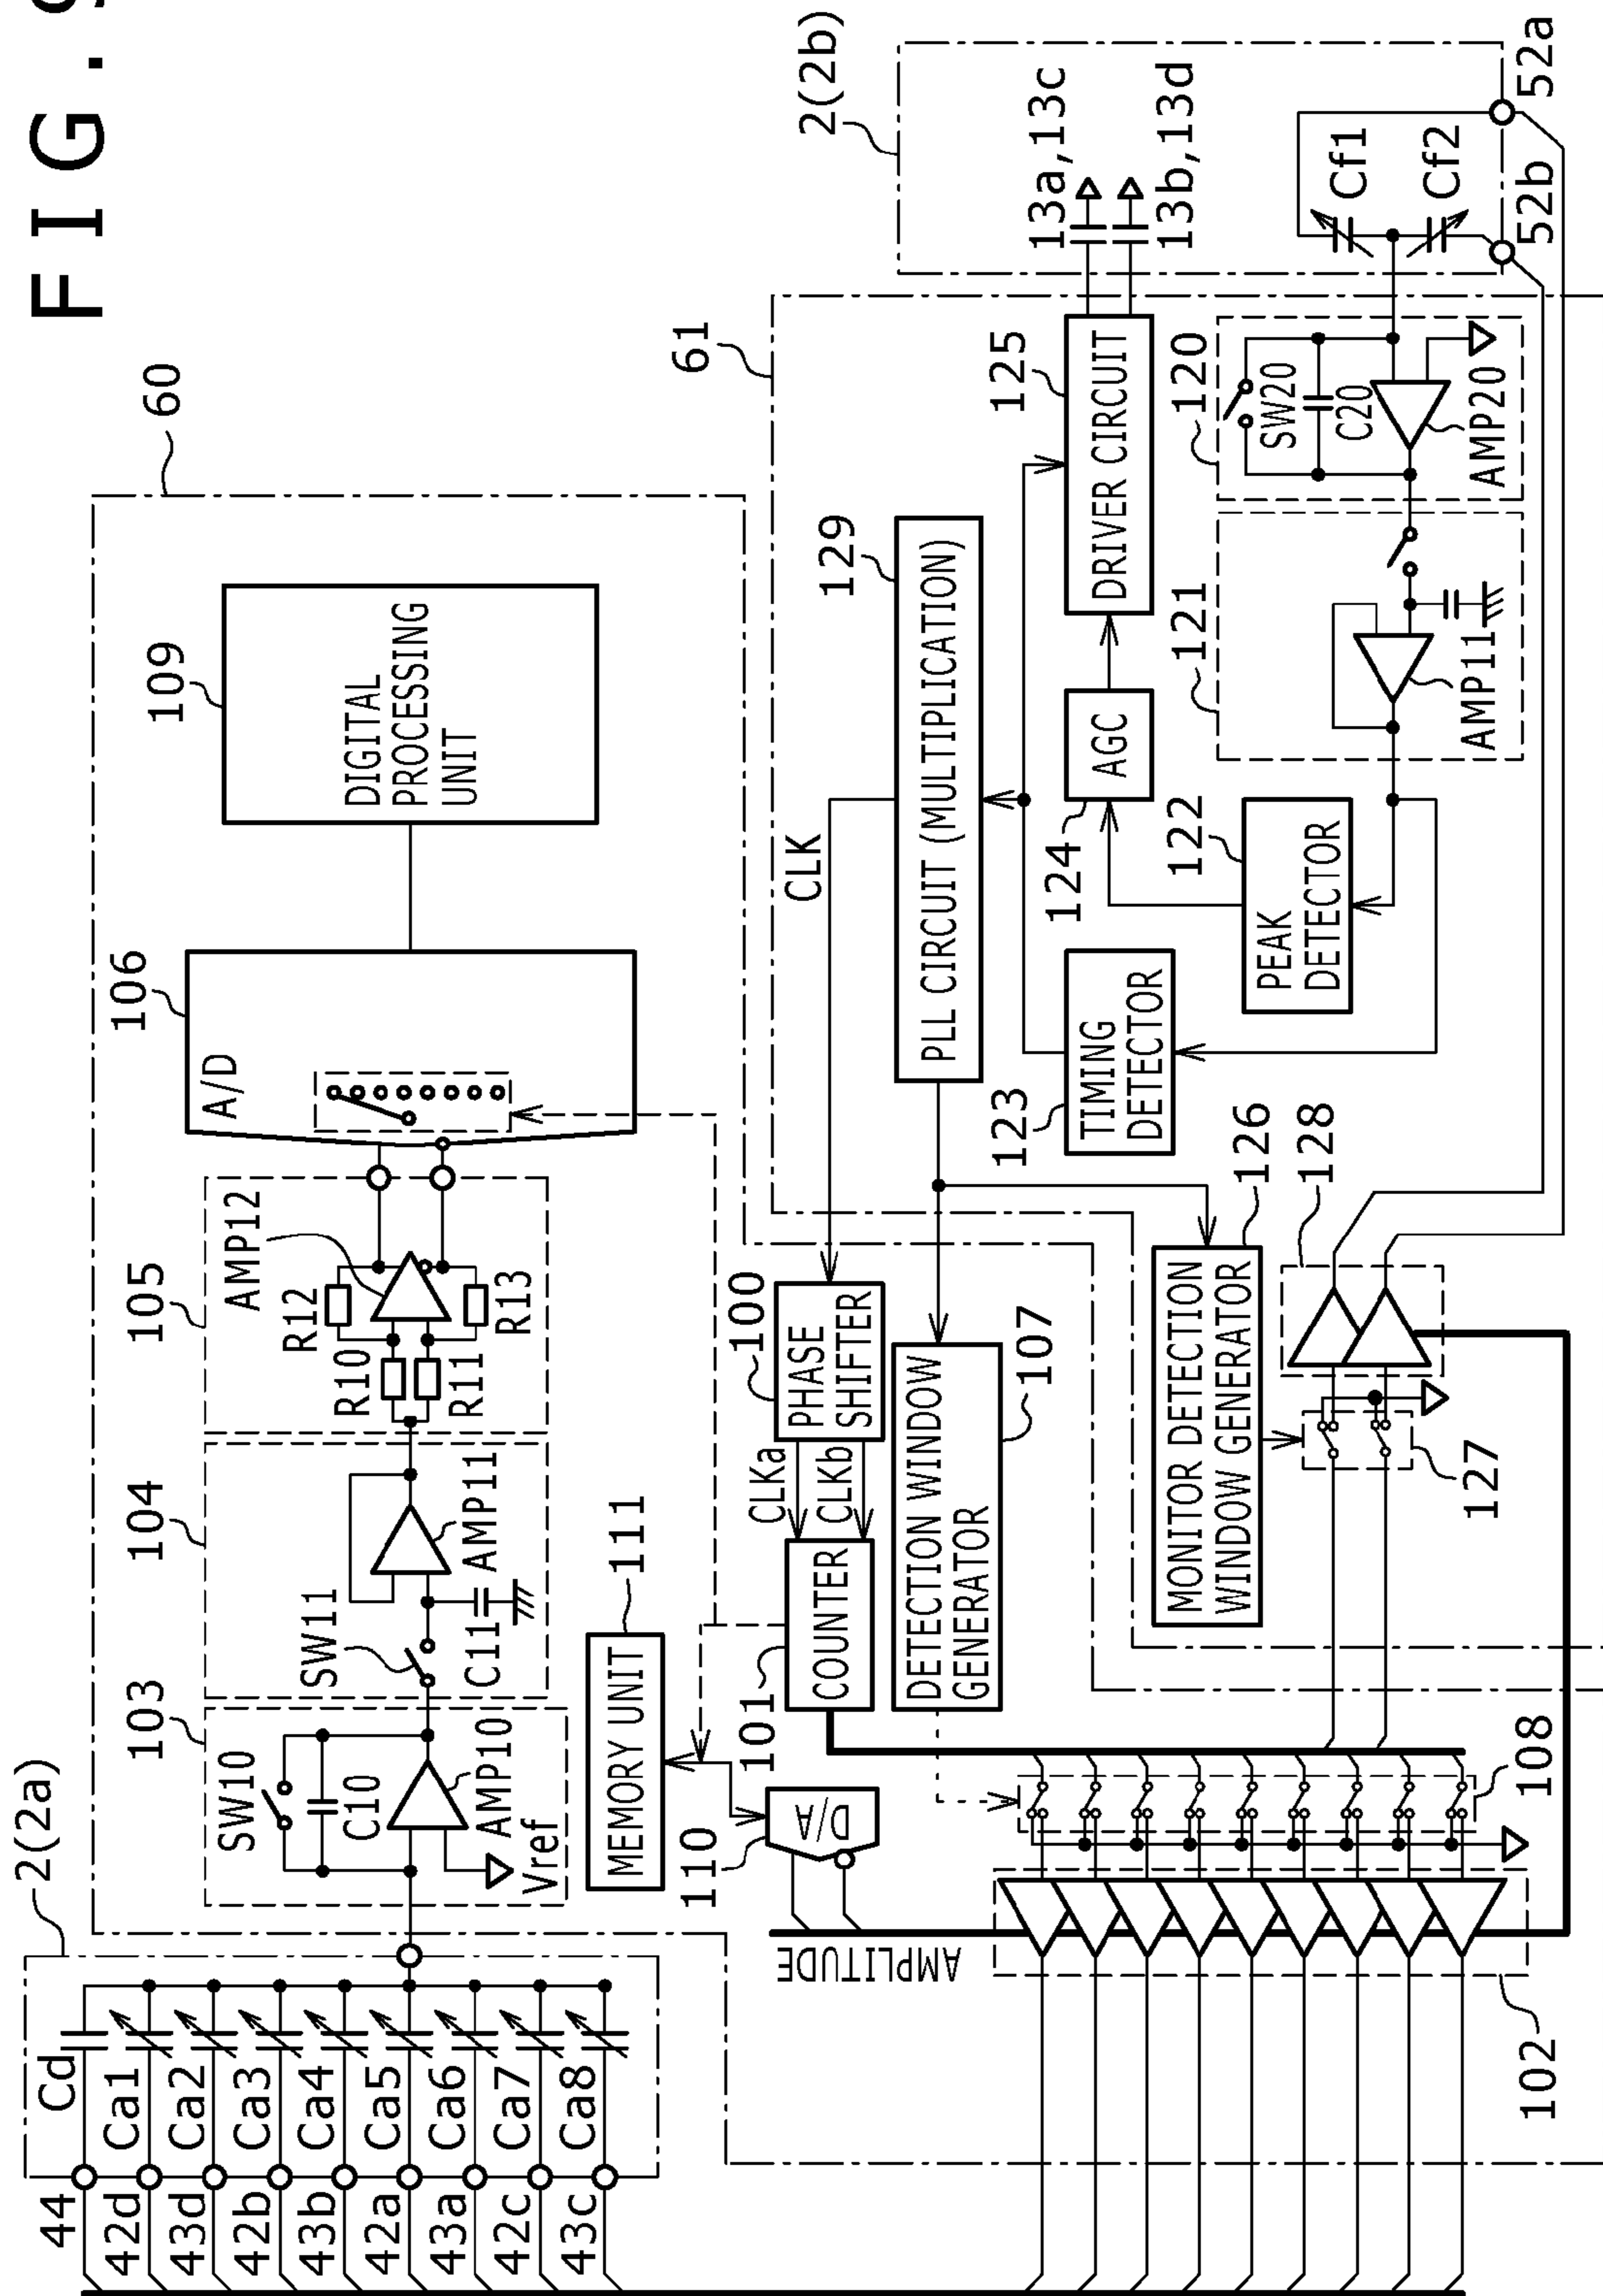 FIG.
60
109
DIGITAL
PROCESSING
UNIT
106
A/D
105
AMP12
R12
R10
R11
R13
104
SW11
AMP11
C11
103
SW10
C10
AMP10
Vref
2(2a)
Cd
Ca1
Ca2
Ca3
Ca4
Ca5
Ca6
Ca7
Ca8
44
42d
43d
42b
43b
42a
43a
42c
43c
111
MEMORY UNIT
110
D/A
AMPLITUDE
102
108
101
COUNTER
CLKa
CLKb
100
PHASE
SHIFTER
DETECTION WINDOW
GENERATOR
107
CLK
61
129
PLL CIRCUIT (MULTIPLICATION)
125
DRIVER CIRCUIT
124
AGC
122
PEAK
DETECTOR
123
TIMING
DETECTOR
126
MONITOR DETECTION
WINDOW GENERATOR
128
127
121
AMP11
120
SW20
C20
AMP20
2(2b)
13a,13c
13b,13d
Cf1
Cf2
52b
52a